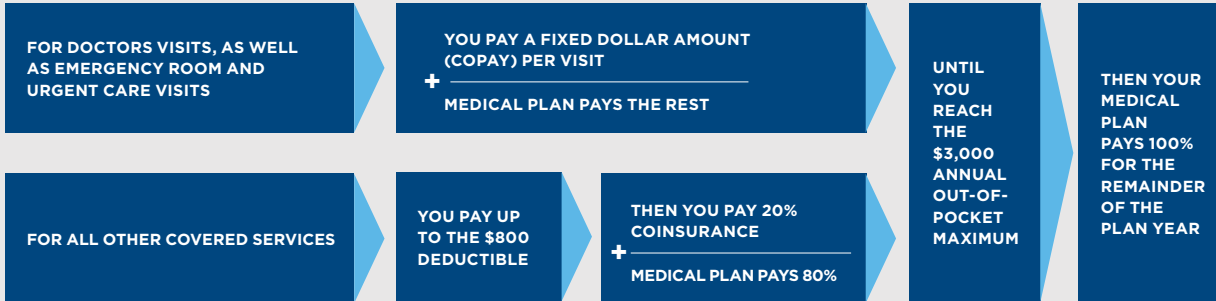 FOR DOCTORS VISITS, AS WELL
AS EMERGENCY ROOM AND
URGENT CARE VISITS
YOU PAY A FIXED DOLLAR AMOUNT
(COPAY) PER VISIT
+
MEDICAL PLAN PAYS THE REST
FOR ALL OTHER COVERED SERVICES
YOU PAY UP
TO THE $800
DEDUCTIBLE
THEN YOU PAY 20%
COINSURANCE
+
MEDICAL PLAN PAYS 80%
UNTIL
YOU
REACH
THE
$3,000
ANNUAL
OUT-OF-
POCKET
MAXIMUM
THEN YOUR
MEDICAL
PLAN
PAYS 100%
FOR THE
REMAINDER
OF THE
PLAN YEAR